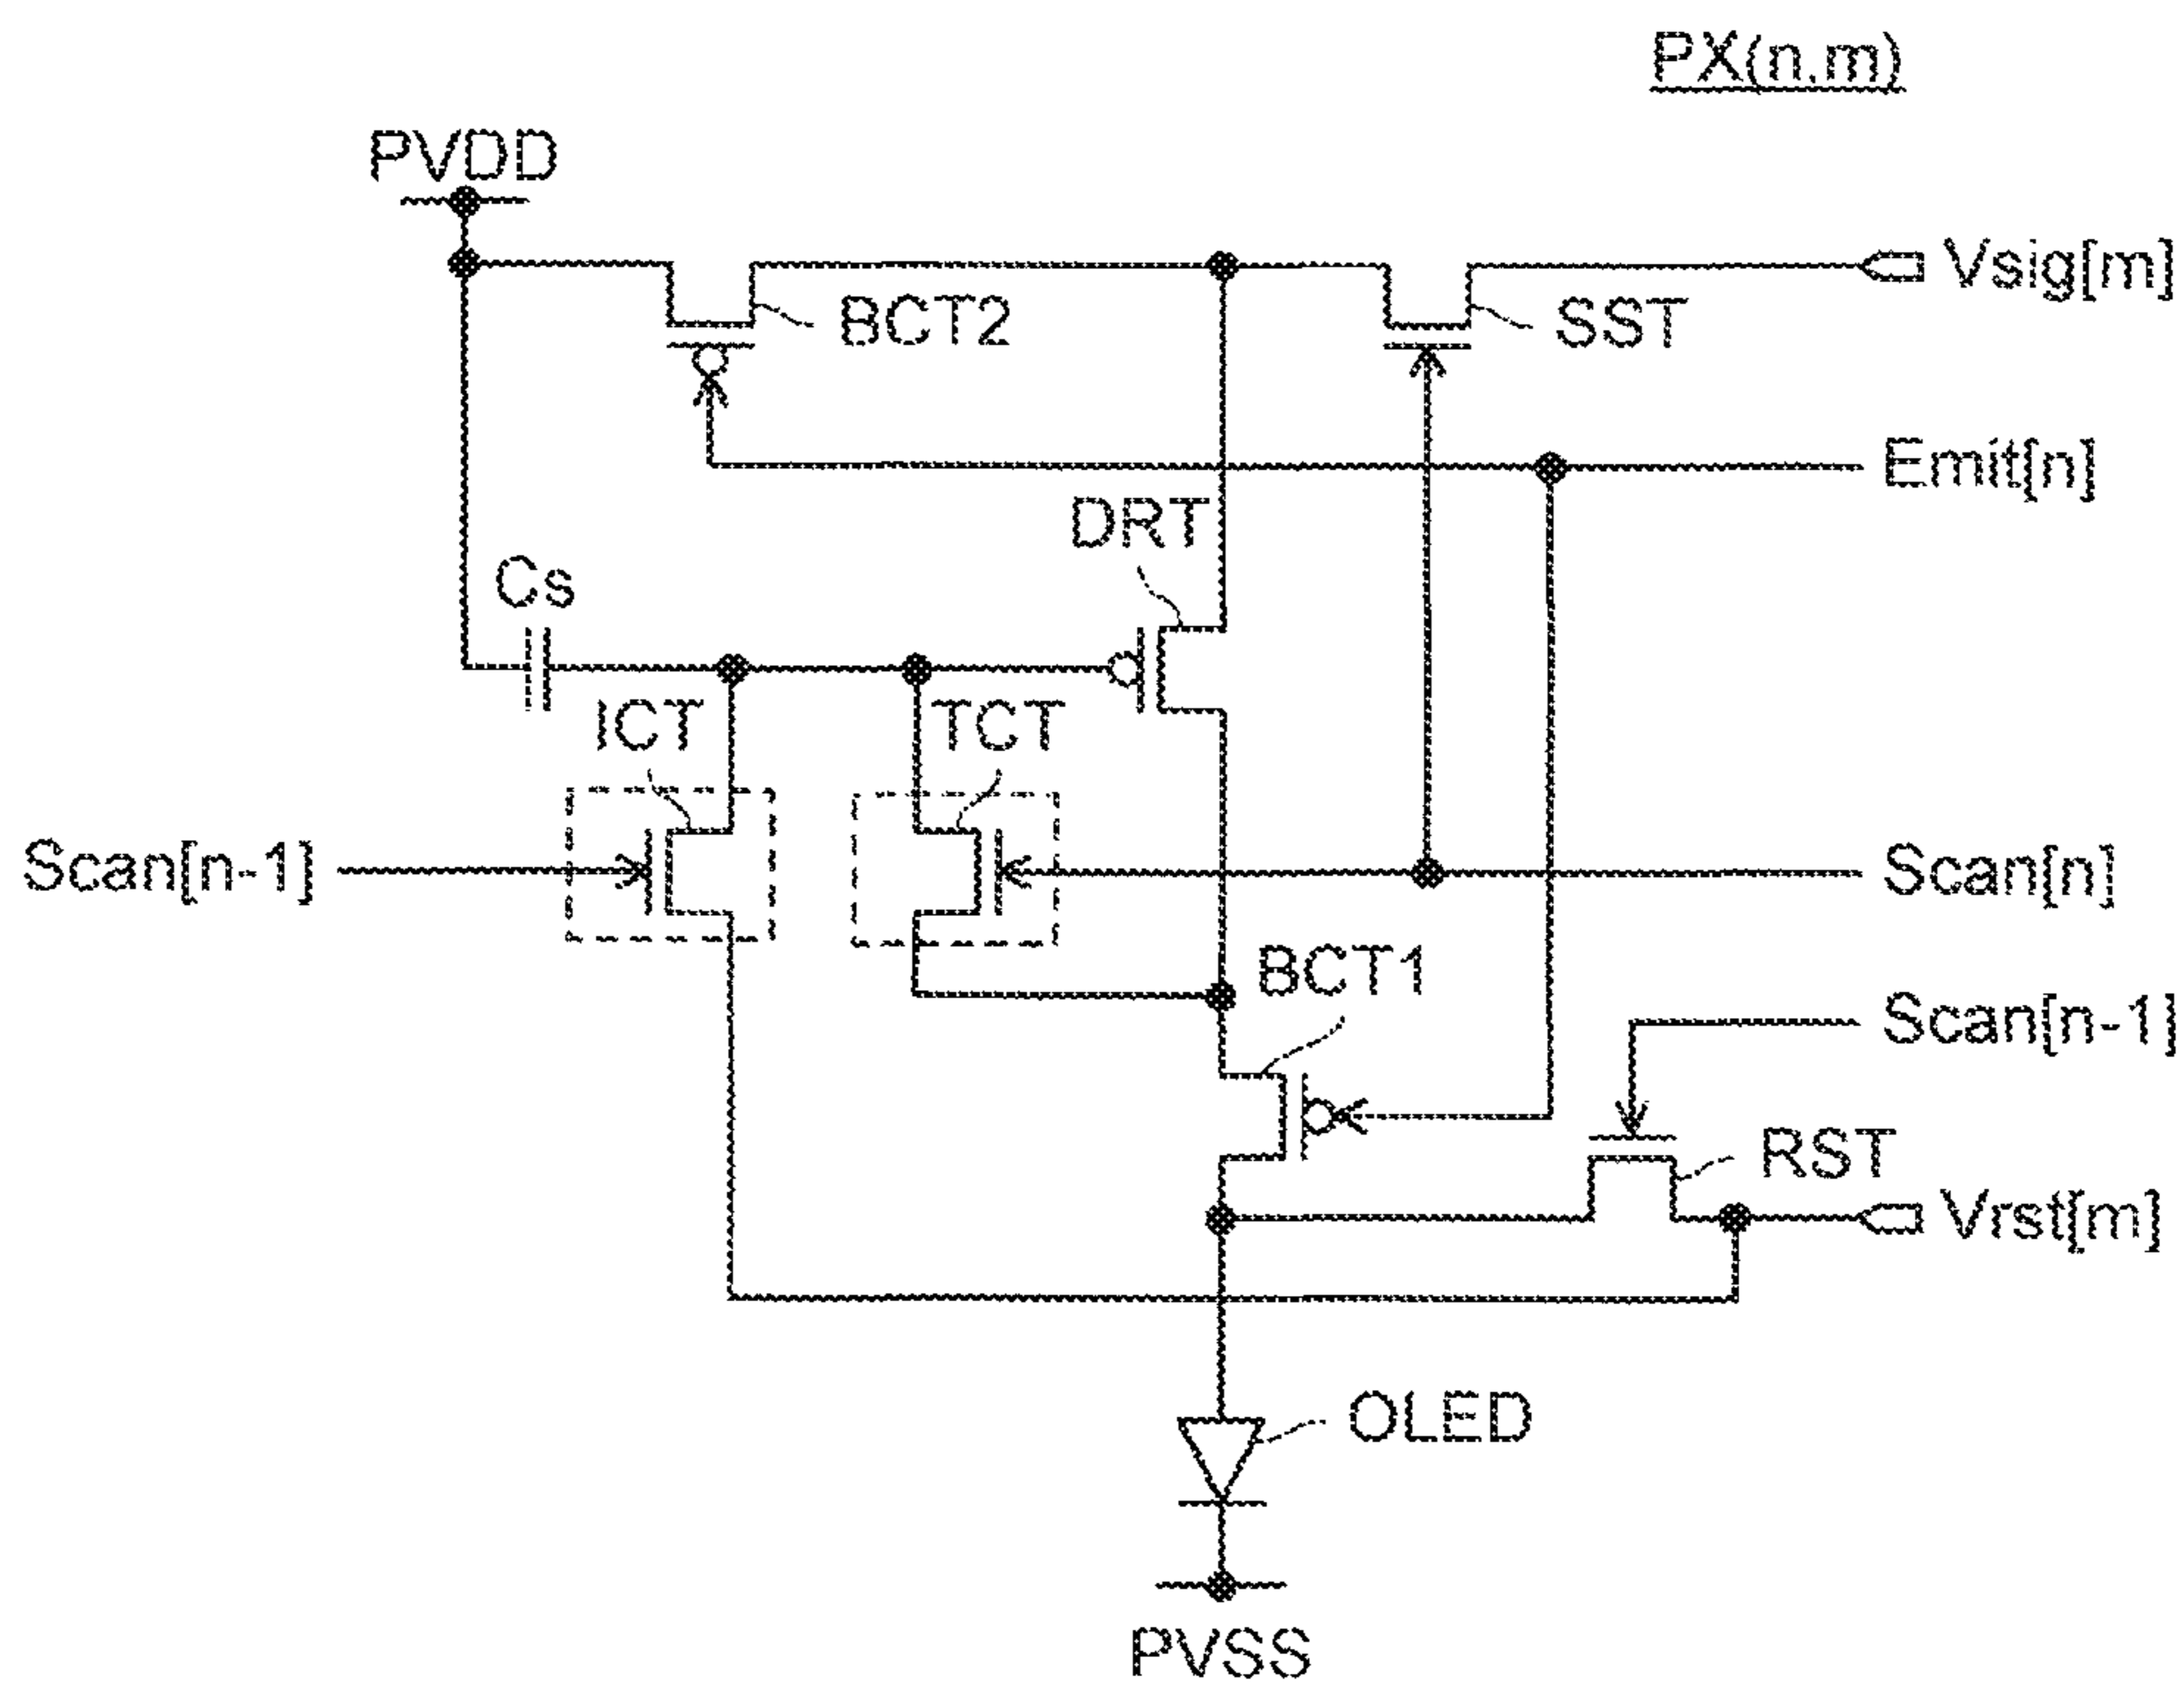 PX(n,m)
PVDD
Vsig[m]
BCT2
SST
Emit[n]
DRT
Cs
ICT
TCT
Scan[n-1]
Scan[n]
BCT1
Scan[n-1]
RST
Vrst[m]
OLED
PVSS